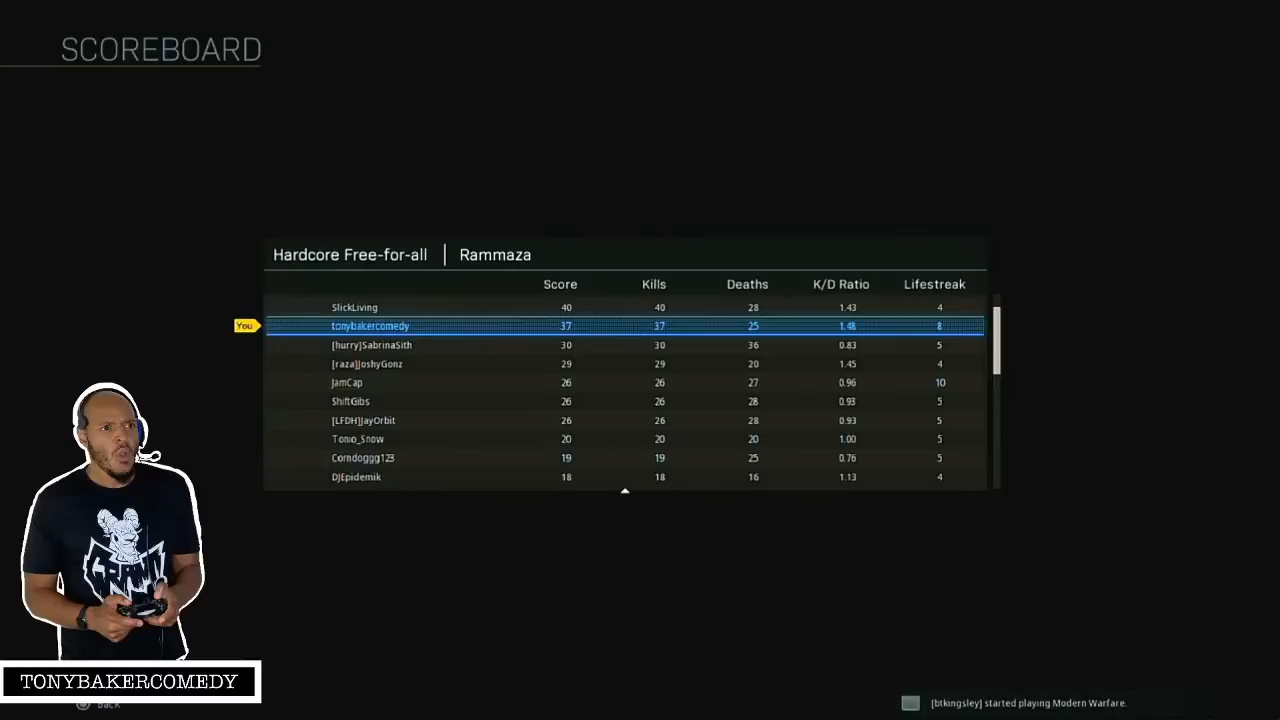 SCOREBOARD
Hardcore Free-for-all | Rammaza
Score Kills Deaths K/D Ratio Lifestreak
SlickLiving 40 40 28 1.43 4
You tonybakercomedy 37 37 25 1.48 8
[hurry]SabrinaSith 30 30 36 0.83 5
[raza]JoshyGonz 29 29 20 1.45 4
JamCap 26 26 27 0.96 10
ShiftGibs 26 26 28 0.93 5
[LFDH]JayOrbit 26 26 28 0.93 5
Tonio_Snow 20 20 20 1.00 5
Corndoggg123 19 19 25 0.76 5
DJEpidemik 18 18 16 1.13 4
TONYBAKERCOMEDY
Back
[btkingsley] started playing Modern Warfare.